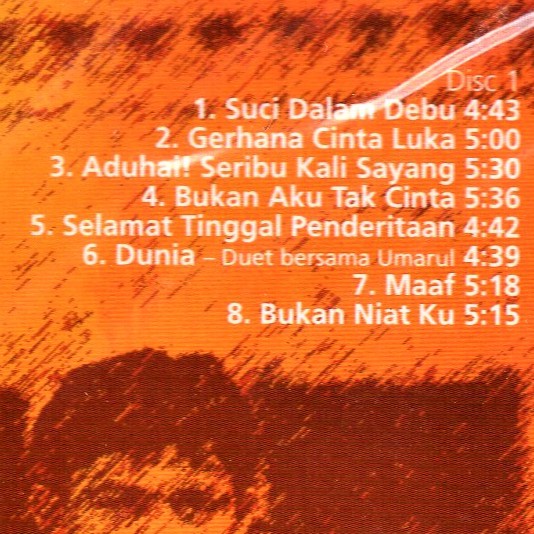 Disc 1
1. Suci Dalam Debu 4:43
2. Gerhana Cinta Luka 5:00
3. Aduhai! Seribu Kali Sayang 5:30
4. Bukan Aku Tak Cinta 5:36
5. Selamat Tinggal Penderitaan 4:42
6. Dunia – Duet bersama Umarul 4:39
7. Maaf 5:18
8. Bukan Niat Ku 5:15